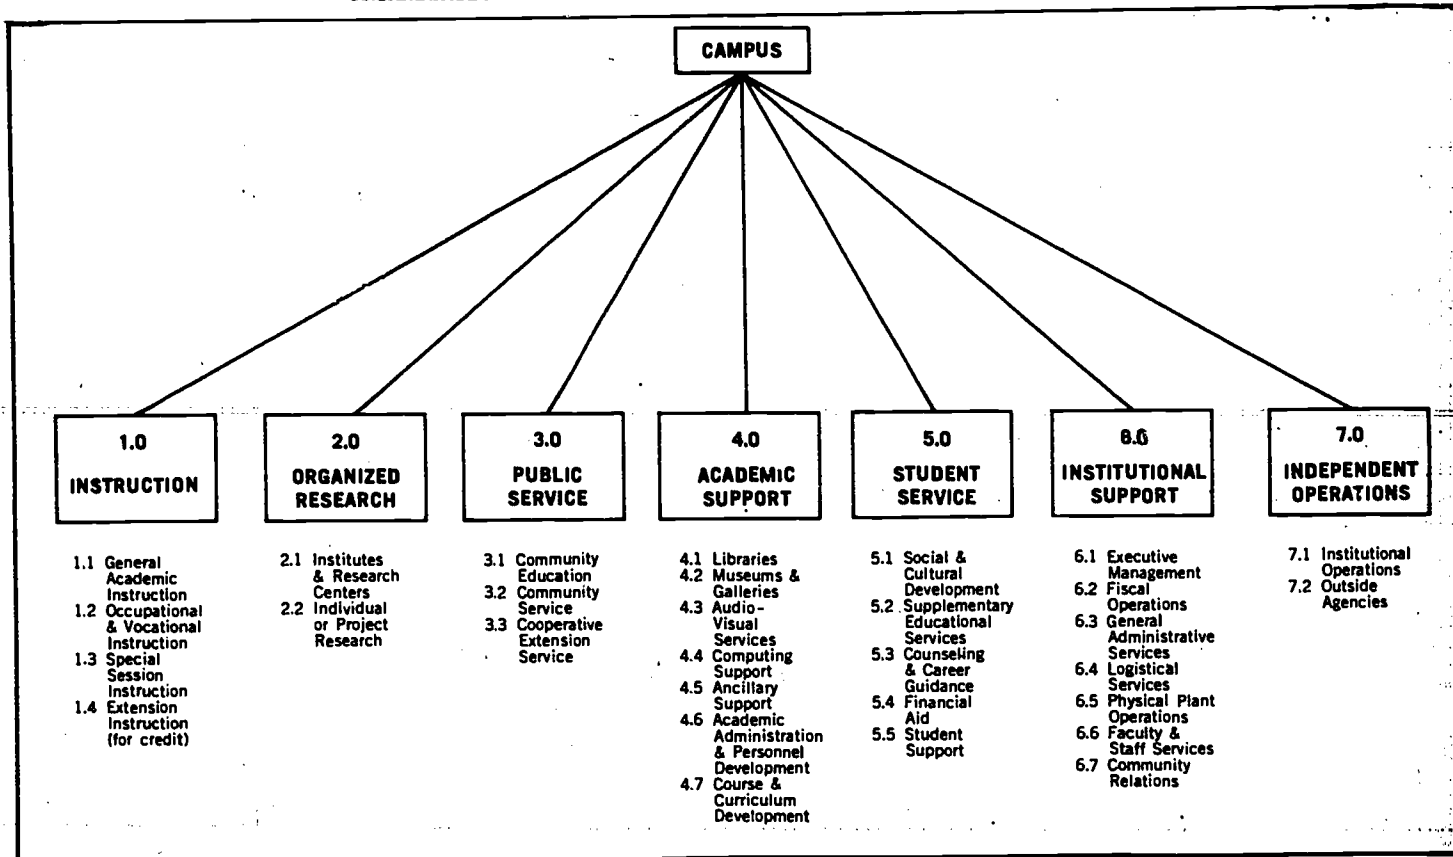 CAMPUS
1.0
INSTRUCTION
2.0
ORGANIZED
RESEARCH
3.0
PUBLIC
SERVICE
4.0
ACADEMIC
SUPPORT
5.0
STUDENT
SERVICE
6.0
INSTITUTIONAL
SUPPORT
7.0
INDEPENDENT
OPERATIONS
1.1 General
Academic
Instruction
1.2 Occupational
& Vocational
Instruction
1.3 Special
Session
Instruction
1.4 Extension
Instruction
(for credit)
2.1 Institutes
& Research
Centers
2.2 Individual
or Project
Research
3.1 Community
Education
3.2 Community
Service
3.3 Cooperative
Extension
Service
4.1 Libraries
4.2 Museums &
Galleries
4.3 Audio-
Visual
Services
4.4 Computing
Support
4.5 Ancillary
Support
4.6 Academic
Administration
& Personnel
Development
4.7 Course &
Curriculum
Development
5.1 Social &
Cultural
Development
5.2 Supplementary
Educational
Services
5.3 Counseling
& Career
Guidance
5.4 Financial
Aid
5.5 Student
Support
6.1 Executive
Management
6.2 Fiscal
Operations
6.3 General
Administrative
Services
6.4 Logistical
Services
6.5 Physical Plant
Operations
6.6 Faculty &
Staff Services
6.7 Community
Relations
7.1 Institutional
Operations
7.2 Outside
Agencies